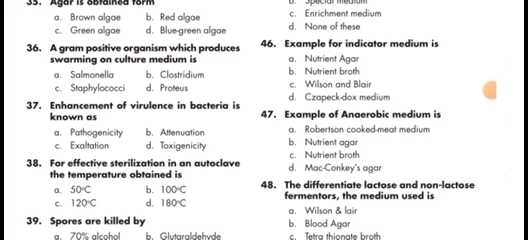 35. Agar is obtained form
a. Brown algae b. Red algae
c. Green algae d. Blue-green algae
36. A gram positive organism which produces
swarming on culture medium is
a. Salmonella b. Clostridium
c. Staphylococci d. Proteus
37. Enhancement of virulence in bacteria is
known as
a. Pathogenicity b. Attenuation
c. Exaltation d. Toxigenicity
38. For effective sterilization in an autoclave
the temperature obtained is
a. 50°C b. 100°C
c. 120°C d. 180°C
39. Spores are killed by
a. 70% alcohol b. Glutaraldehyde
b. Special medium
c. Enrichment medium
d. None of these
46. Example for indicator medium is
a. Nutrient Agar
b. Nutrient broth
c. Wilson and Blair
d. Czapeck-dox medium
47. Example of Anaerobic medium is
a. Robertson cooked-meat medium
b. Nutrient agar
c. Nutrient broth
d. Mac-Conkey's agar
48. The differentiate lactose and non-lactose
fermentors, the medium used is
a. Wilson & lair
b. Blood Agar
c. Tetra thionate broth